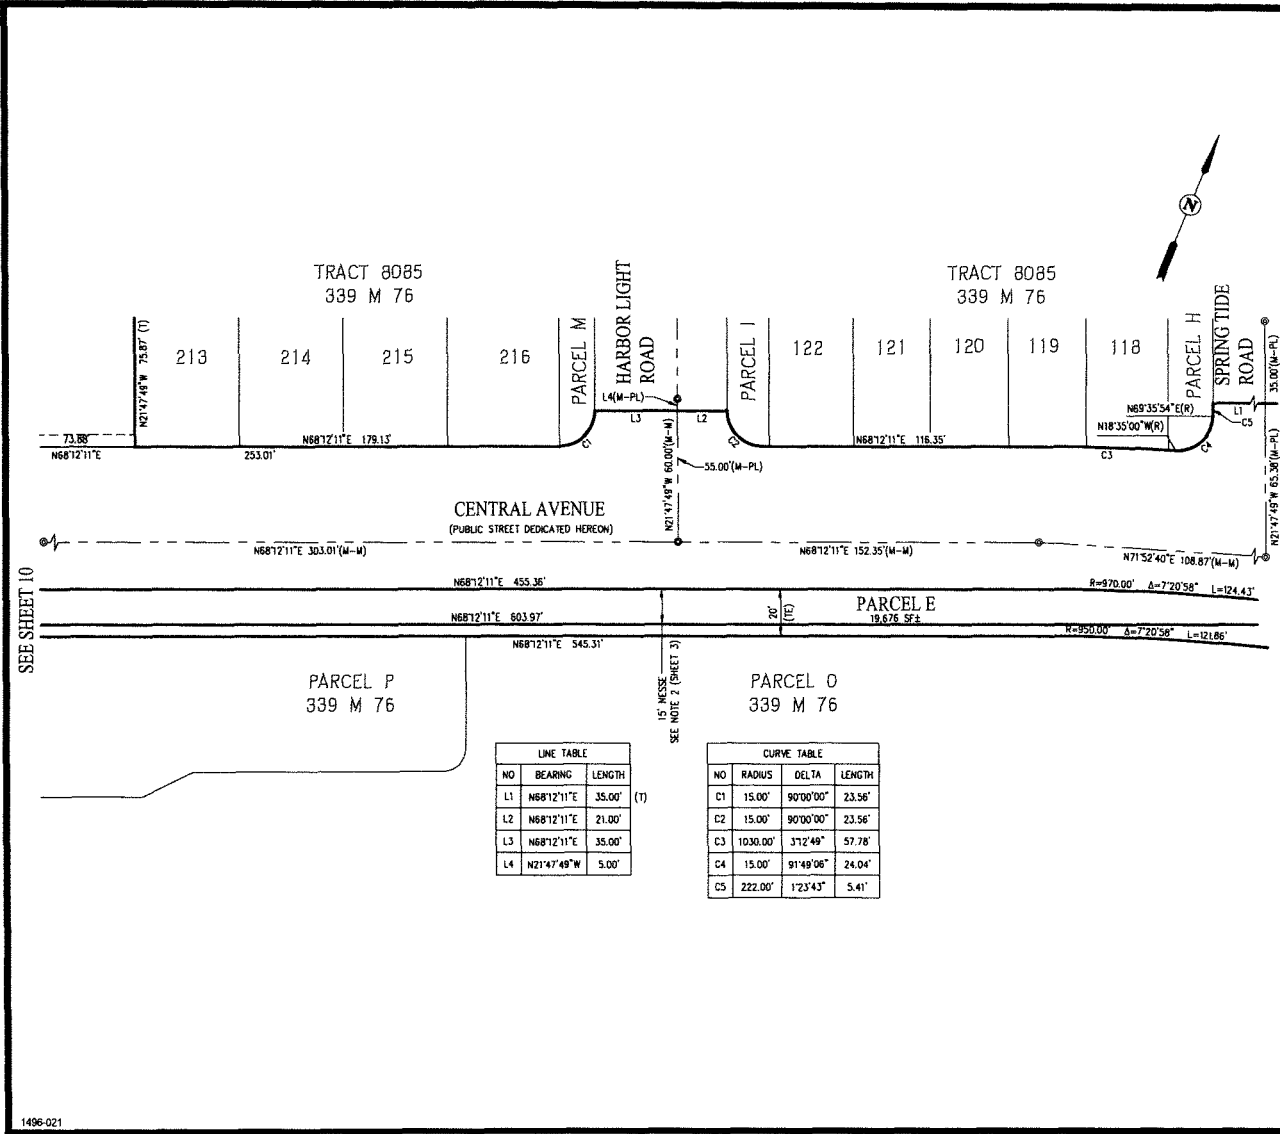 N
TRACT 8085
339 M 76
TRACT 8085
339 M 76
HARBOR LIGHT
ROAD
SPRING TIDE
ROAD
N21°47'49"W 75.87' (T)
213
214
215
216
PARCEL M
PARCEL I
122
121
120
119
118
PARCEL H
35.00'(M-PL)
L4(M-PL)
L3
L2
N69°35'54"E(R)
L1
N18°35'00"W(R)
C5
73.88'
N68°12'11"E
253.01'
N68°12'11"E 179.13'
C1
C2
N68°12'11"E 116.35'
C3
C4
N21°47'49"W 60.00'(M-M)
55.00'(M-PL)
N21°47'49"W 65.38'(M-PL)
CENTRAL AVENUE
(PUBLIC STREET DEDICATED HEREON)
N68°12'11"E 303.01'(M-M)
N68°12'11"E 152.35'(M-M)
N71°52'40"E 108.87'(M-M)
SEE SHEET 10
N68°12'11"E 455.36'
R=970.00' Δ=7°20'58" L=124.43'
N68°12'11"E 603.97'
20'
(TE)
PARCEL E
19,676 SF±
R=950.00' Δ=7°20'58" L=121.86'
N68°12'11"E 545.31'
15' NESSE
SEE NOTE 2 (SHEET 3)
PARCEL P
339 M 76
PARCEL O
339 M 76
LINE TABLE
NO BEARING LENGTH
L1 N68°12'11"E 35.00' (T)
L2 N68°12'11"E 21.00'
L3 N68°12'11"E 35.00'
L4 N21°47'49"W 5.00'
CURVE TABLE
NO RADIUS DELTA LENGTH
C1 15.00' 90°00'00" 23.56'
C2 15.00' 90°00'00" 23.56'
C3 1030.00' 3°12'49" 57.78'
C4 15.00' 91°49'06" 24.04'
C5 222.00' 1°23'43" 5.41'
1496-021